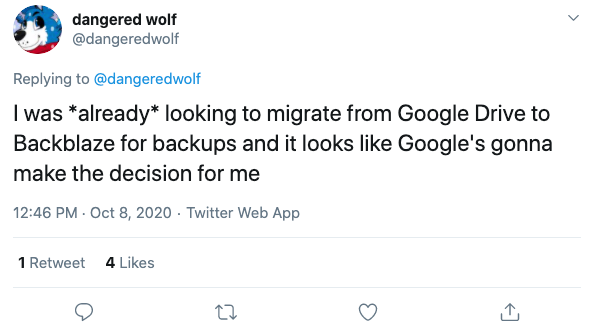 dangered wolf
@dangeredwolf
Replying to @dangeredwolf
I was *already* looking to migrate from Google Drive to
Backblaze for backups and it looks like Google's gonna
make the decision for me
12:46 PM · Oct 8, 2020 · Twitter Web App
1 Retweet 4 Likes